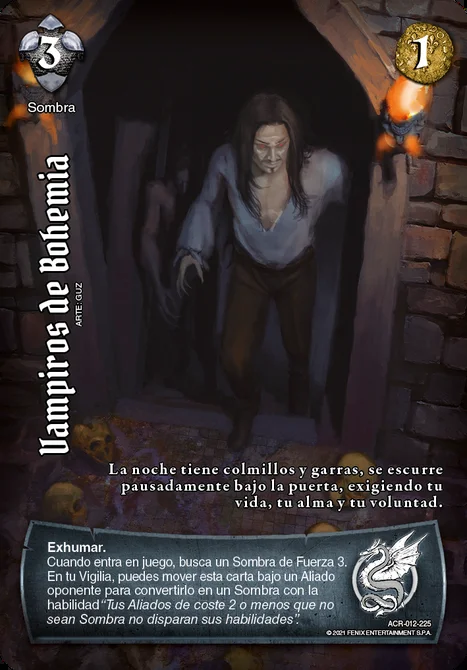 3
1
Sombra
Vampiros de Bohemia
ARTE: GUZ
La noche tiene colmillos y garras, se escurre
pausadamente bajo la puerta, exigiendo tu
vida, tu alma y tu voluntad.
Exhumar.
Cuando entra en juego, busca un Sombra de Fuerza 3.
En tu Vigilia, puedes mover esta carta bajo un Aliado
oponente para convertirlo en un Sombra con la
habilidad “Tus Aliados de coste 2 o menos que no
sean Sombra no disparan sus habilidades”.
ACR-012-225
© 2021 FENIX ENTERTAINMENT S.P.A.